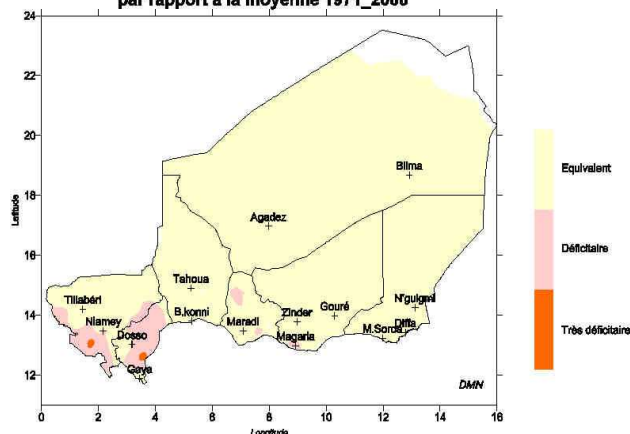 par rapport à la moyenne 1971_2000
24
22
20
18
16
14
12
Latitude
Bilma
Agadez
Tahoua
Tillabéri
B.konni
N'guigmi
Niamey
Maradi
Zinder
Gouré
Dosso
Magaria
M.Soroa
Diffa
Gaya
DMN
0 2 4 6 8 10 12 14 16
Longitude
Equivalent
Déficitaire
Très déficitaire